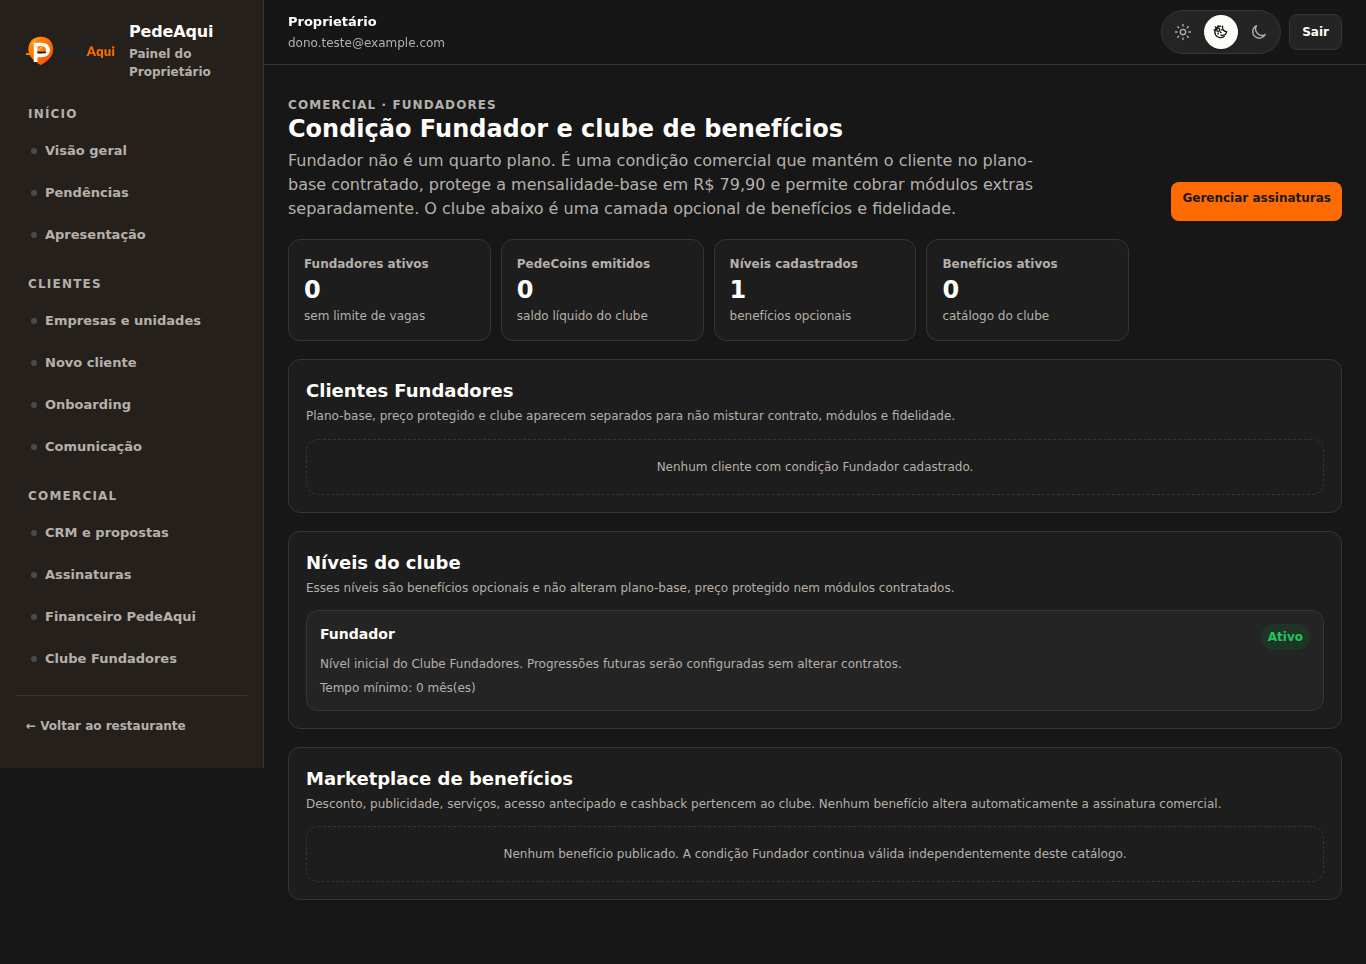 P
Aqui
PedeAqui
Painel do
Proprietário
INÍCIO
Visão geral
Pendências
Apresentação
CLIENTES
Empresas e unidades
Novo cliente
Onboarding
Comunicação
COMERCIAL
CRM e propostas
Assinaturas
Financeiro PedeAqui
Clube Fundadores
← Voltar ao restaurante
Proprietário
dono.teste@example.com
Sair
COMERCIAL · FUNDADORES
Condição Fundador e clube de benefícios
Fundador não é um quarto plano. É uma condição comercial que mantém o cliente no plano-
base contratado, protege a mensalidade-base em R$ 79,90 e permite cobrar módulos extras
separadamente. O clube abaixo é uma camada opcional de benefícios e fidelidade.
Gerenciar assinaturas
Fundadores ativos
0
sem limite de vagas
PedeCoins emitidos
0
saldo líquido do clube
Níveis cadastrados
1
benefícios opcionais
Benefícios ativos
0
catálogo do clube
Clientes Fundadores
Plano-base, preço protegido e clube aparecem separados para não misturar contrato, módulos e fidelidade.
Nenhum cliente com condição Fundador cadastrado.
Níveis do clube
Esses níveis são benefícios opcionais e não alteram plano-base, preço protegido nem módulos contratados.
Fundador
Ativo
Nível inicial do Clube Fundadores. Progressões futuras serão configuradas sem alterar contratos.
Tempo mínimo: 0 mês(es)
Marketplace de benefícios
Desconto, publicidade, serviços, acesso antecipado e cashback pertencem ao clube. Nenhum benefício altera automaticamente a assinatura comercial.
Nenhum benefício publicado. A condição Fundador continua válida independentemente deste catálogo.